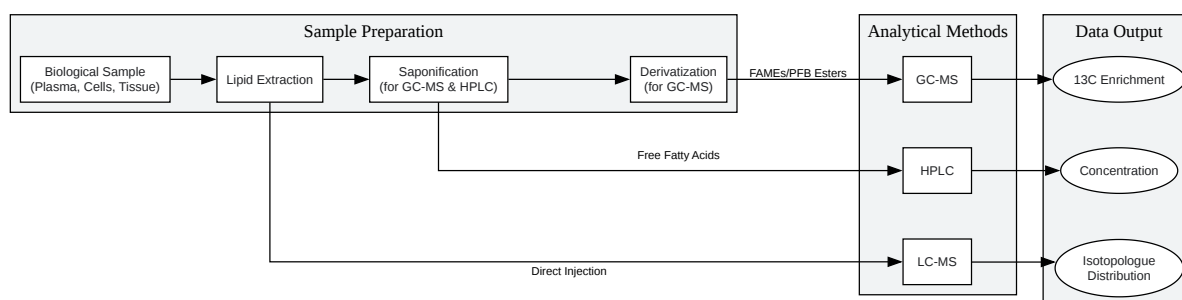 Sample Preparation
Analytical Methods
Data Output
Biological Sample
(Plasma, Cells, Tissue)
Lipid Extraction
Saponification
(for GC-MS & HPLC)
Derivatization
(for GC-MS)
FAMEs/PFB Esters
GC-MS
13C Enrichment
Free Fatty Acids
HPLC
Concentration
Direct Injection
LC-MS
Isotopologue
Distribution